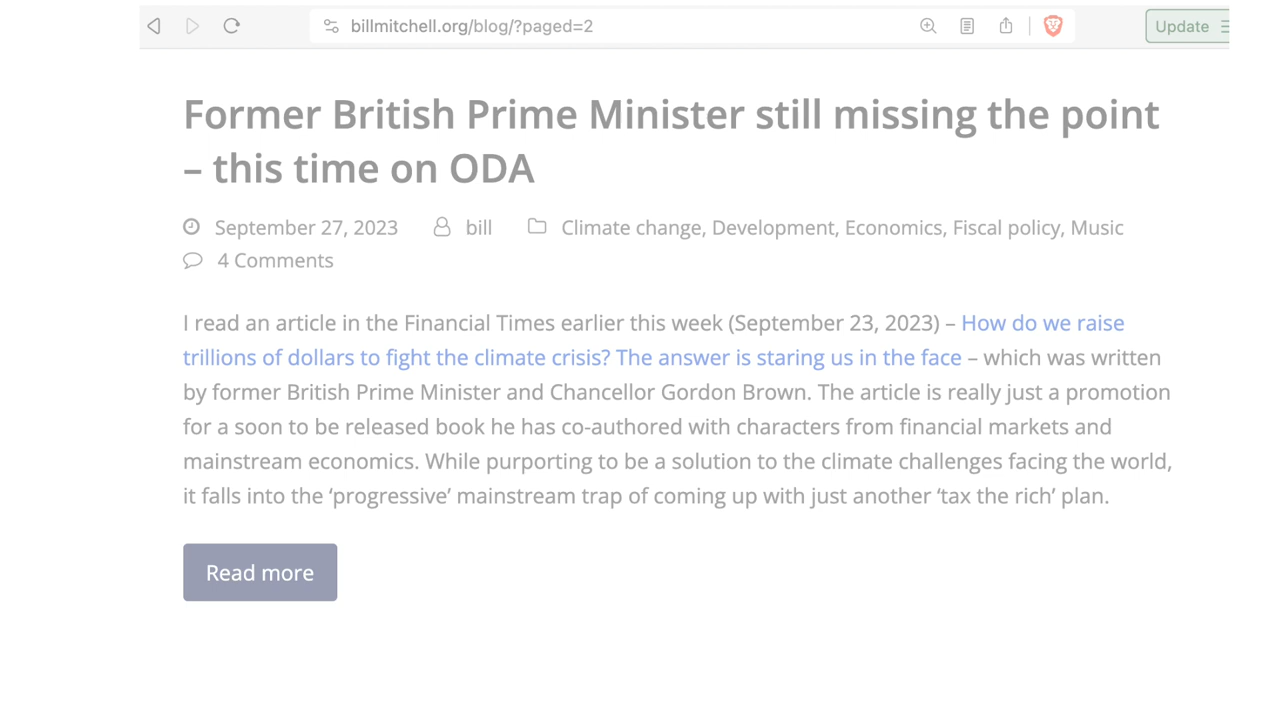 billmitchell.org/blog/?paged=2
Update
Former British Prime Minister still missing the point
– this time on ODA
September 27, 2023 bill Climate change, Development, Economics, Fiscal policy, Music
4 Comments
I read an article in the Financial Times earlier this week (September 23, 2023) – How do we raise
trillions of dollars to fight the climate crisis? The answer is staring us in the face – which was written
by former British Prime Minister and Chancellor Gordon Brown. The article is really just a promotion
for a soon to be released book he has co-authored with characters from financial markets and
mainstream economics. While purporting to be a solution to the climate challenges facing the world,
it falls into the ‘progressive’ mainstream trap of coming up with just another ‘tax the rich’ plan.
Read more